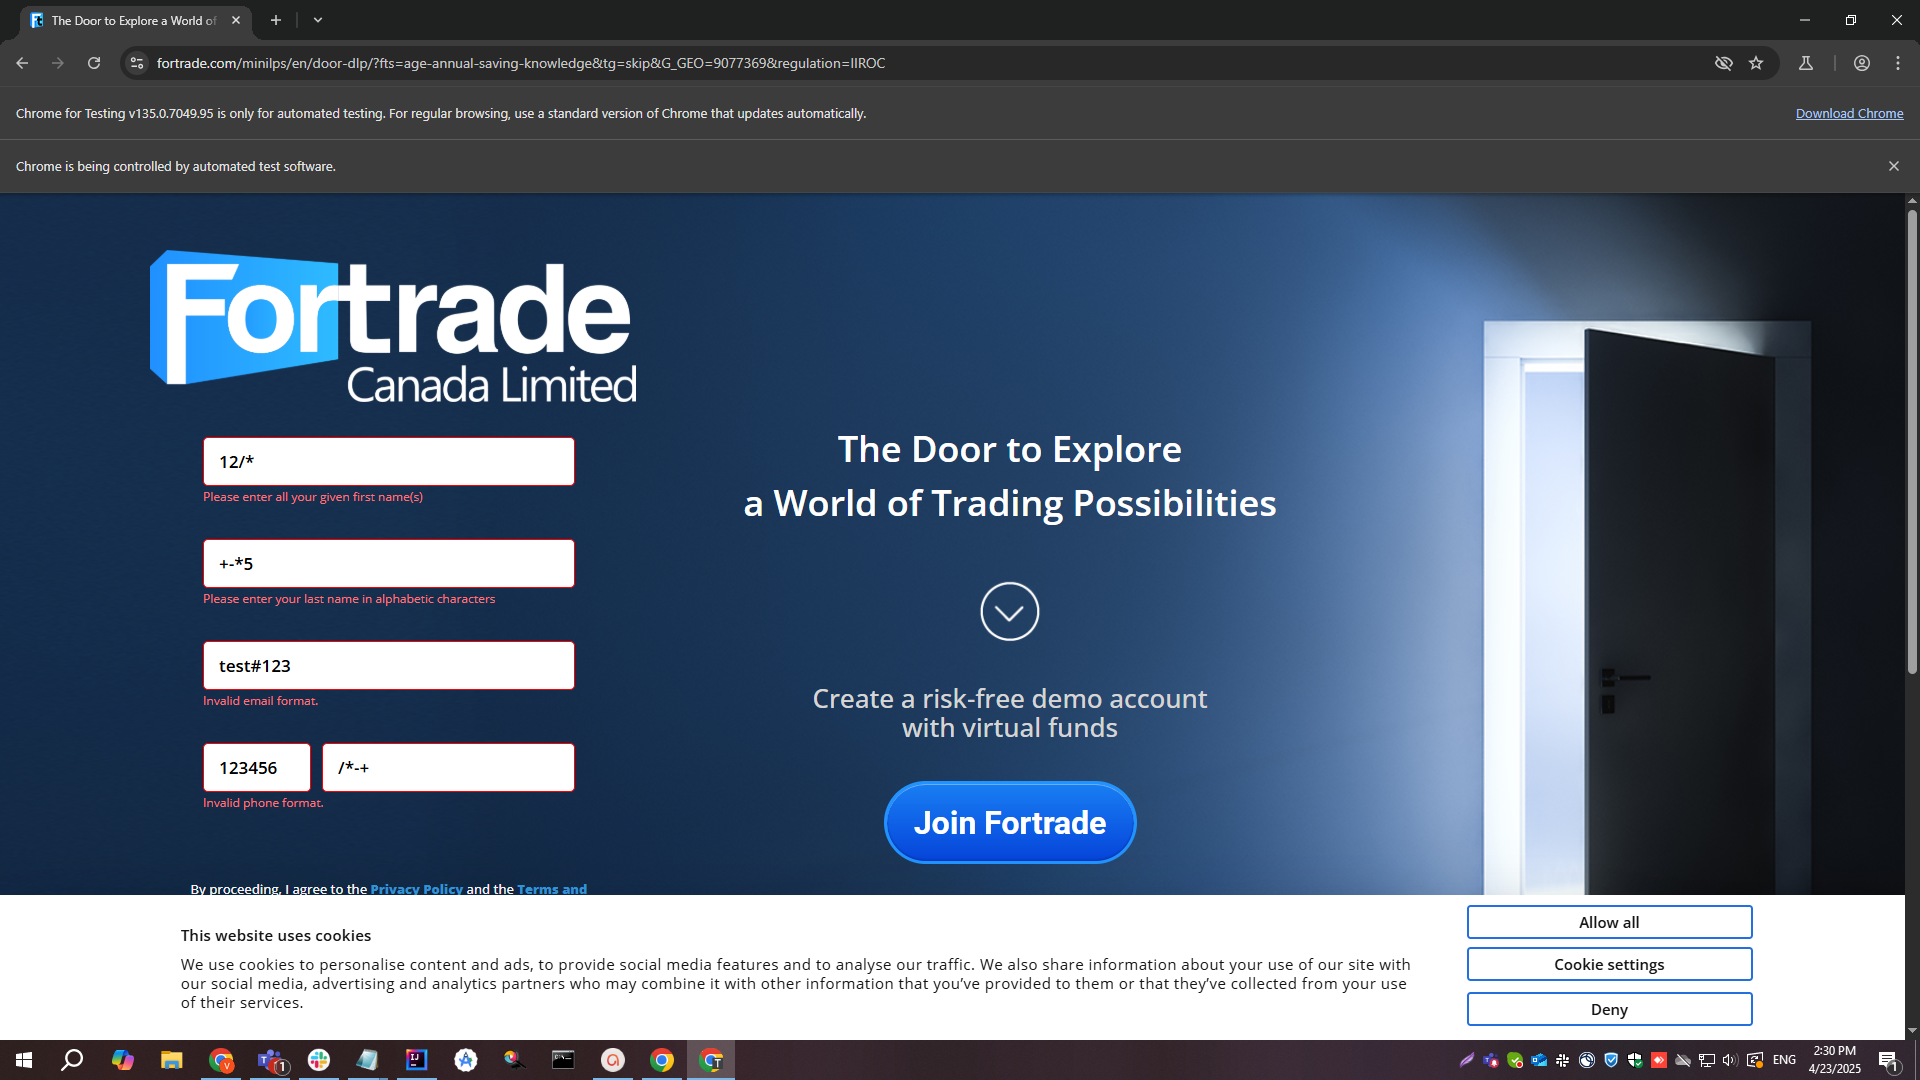 The Door to Explore a World of
fortrade.com/minilps/en/door-dlp/?fts=age-annual-saving-knowledge&tg=skip&G_GEO=9077369&regulation=IIROC
Chrome for Testing v135.0.7049.95 is only for automated testing. For regular browsing, use a standard version of Chrome that updates automatically.
Download Chrome
Chrome is being controlled by automated test software.
Fortrade
Canada Limited
12/*
Please enter all your given first name(s)
+-*5
Please enter your last name in alphabetic characters
test#123
Invalid email format.
123456
/*-+
Invalid phone format.
By proceeding, I agree to the Privacy Policy and the Terms and
The Door to Explore
a World of Trading Possibilities
Create a risk-free demo account
with virtual funds
Join Fortrade
This website uses cookies
We use cookies to personalise content and ads, to provide social media features and to analyse our traffic. We also share information about your use of our site with
our social media, advertising and analytics partners who may combine it with other information that you've provided to them or that they've collected from your use
of their services.
Allow all
Cookie settings
Deny
ENG
2:30 PM
4/23/2025